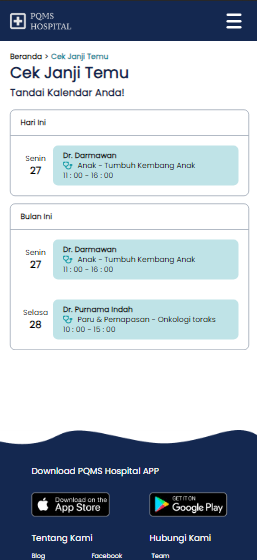 PQMS
HOSPITAL
Beranda > Cek Janji Temu
Cek Janji Temu
Tandai Kalendar Anda!
Hari Ini
Senin
27
Dr. Darmawan
Anak - Tumbuh Kembang Anak
11 : 00 - 16 : 00
Bulan Ini
Senin
27
Dr. Darmawan
Anak - Tumbuh Kembang Anak
11 : 00 - 16 : 00
Selasa
28
Dr. Purnama Indah
Paru & Pernapasan - Onkologi toraks
10 : 00 - 15 : 00
Download PQMS Hospital APP
Download on the
App Store
GET IT ON
Google Play
Tentang Kami
Hubungi Kami
Blog
Facebook
Team